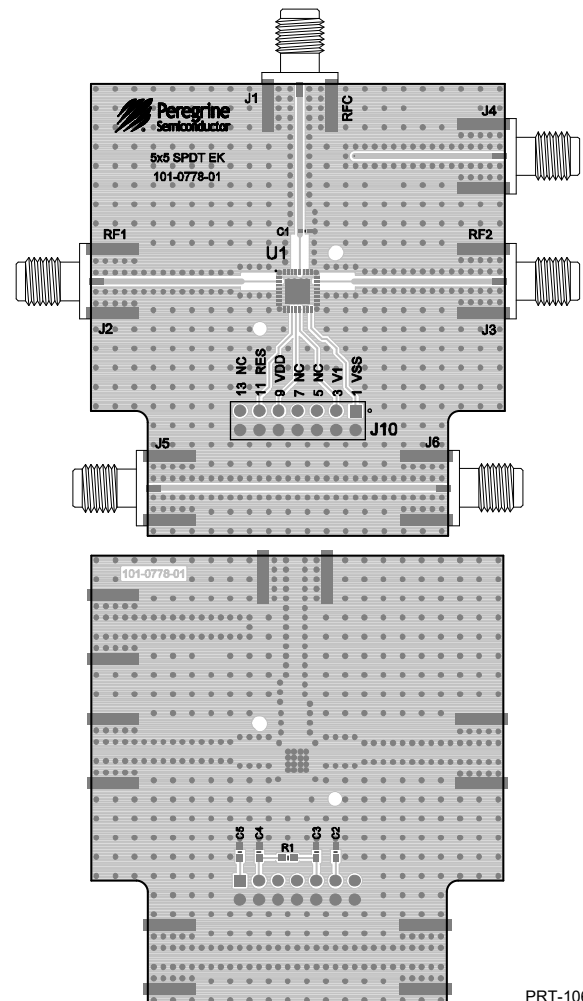 J1
RFC
Peregrine
Semiconductor
5x5 SPDT EK
101-0778-01
J4
C1
U1
RF1
RF2
J2
J3
13 NC
11 RES
9 VDD
7 NC
5 NC
3 V1
1 VSS
J10
J5
J6
101-0778-01
C5
C4
R1
C3
C2